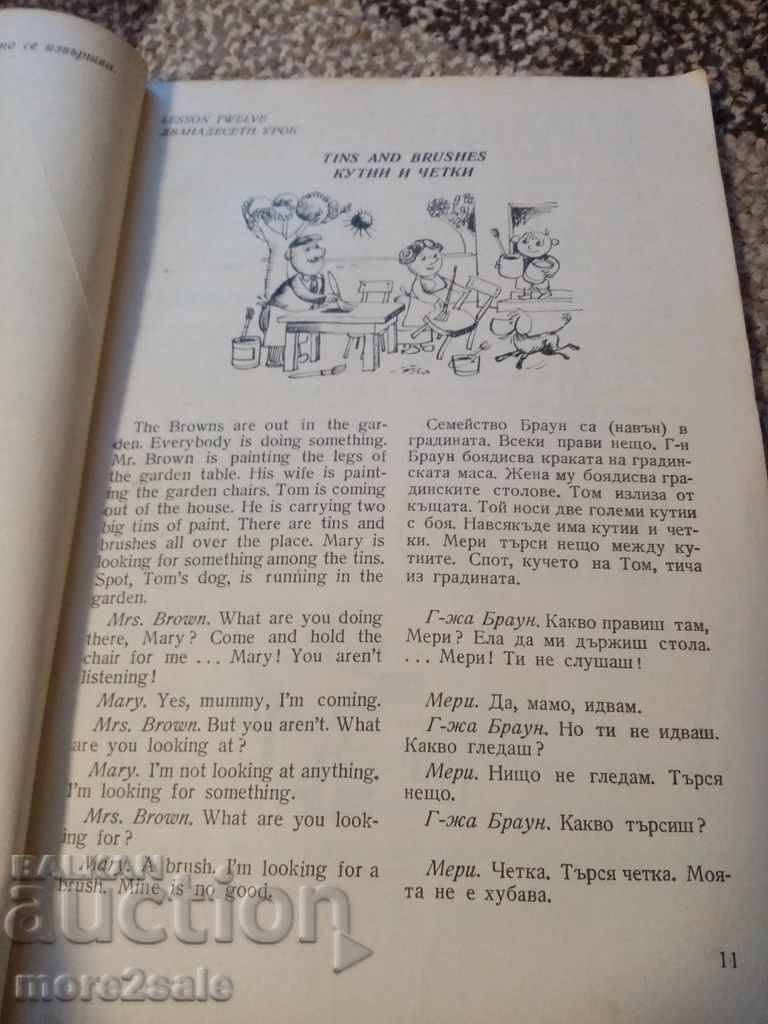 то се извършва.
LESSON TWELVE
ДВАНАДЕСЕТИ УРОК
TINS AND BRUSHES
КУТИИ И ЧЕТКИ
The Browns are out in the gar-
den. Everybody is doing something.
Mr. Brown is painting the legs of
the garden table. His wife is paint-
ing the garden chairs. Tom is coming
out of the house. He is carrying two
big tins of paint. There are tins and
brushes all over the place. Mary is
looking for something among the tins.
Spot, Tom's dog, is running in the
garden.
Mrs. Brown. What are you doing
there, Mary? Come and hold the
chair for me ... Mary! You aren't
listening!
Mary. Yes, mummy, I'm coming.
Mrs. Brown. But you aren't. What
are you looking at?
Mary. I'm not looking at anything.
I'm looking for something.
Mrs. Brown. What are you look-
ing for?
Mary. A brush. I'm looking for a
brush. Mine is no good.
Семейство Браун са (навън) в
градината. Всеки прави нещо. Г-н
Браун боядисва краката на градин-
ската маса. Жена му боядисва гра-
динските столове. Том излиза от
къщата. Той носи две големи кутии
с боя. Навсякъде има кутии и чет-
ки. Мери търси нещо между ку-
тиите. Спот, кучето на Том, тича
из градината.
Г-жа Браун. Какво правиш там,
Мери? Ела да ми държиш стола.
... Мери! Ти не слушаш!
Мери. Да, мамо, идвам.
Г-жа Браун. Но ти не идваш.
Какво гледаш?
Мери. Нищо не гледам. Търся
нещо.
Г-жа Браун. Какво търсиш?
Мери. Четка. Търся четка. Моя-
та не е хубава.
11
BALKAN
auction
more2sale